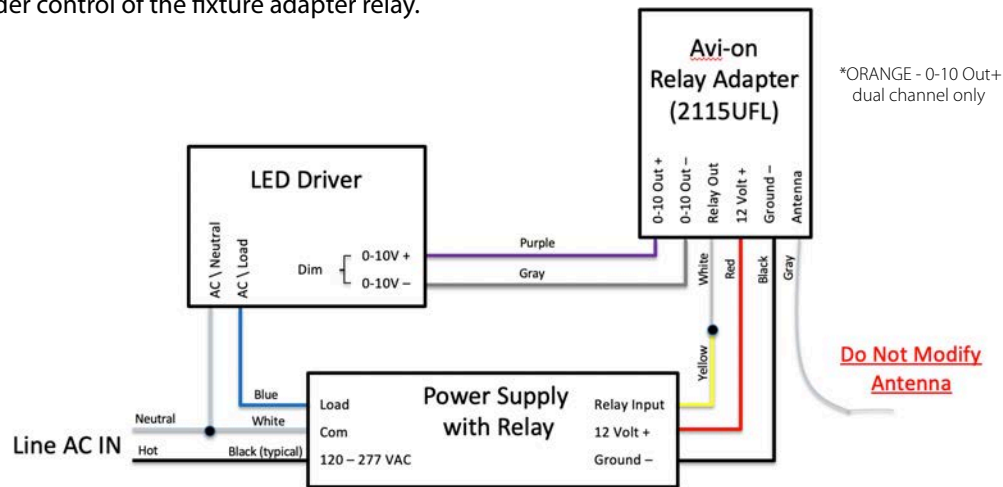 der control of the fixture adapter relay.
Avi-on
Relay Adapter
(2115UFL)
*ORANGE - 0-10 Out+
dual channel only
0-10 Out +
0-10 Out –
Relay Out
12 Volt +
Ground –
Antenna
LED Driver
AC \ Neutral
AC \ Load
Dim
0-10V +
0-10V –
Purple
Gray
White
Red
Black
Gray
Yellow
Do Not Modify
Antenna
Blue
Neutral
White
Line AC IN
Hot
Black (typical)
Power Supply
with Relay
Load
Com
120 – 277 VAC
Relay Input
12 Volt +
Ground –